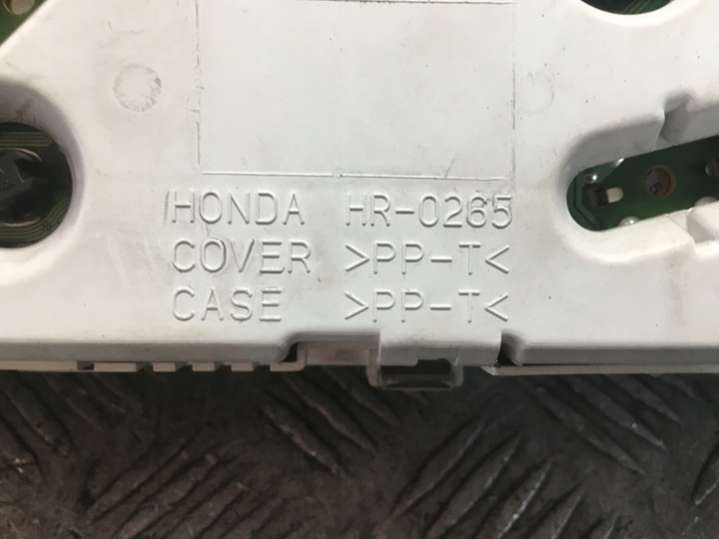 HONDA HR-0265
COVER >PP-T<
CASE >PP-T<